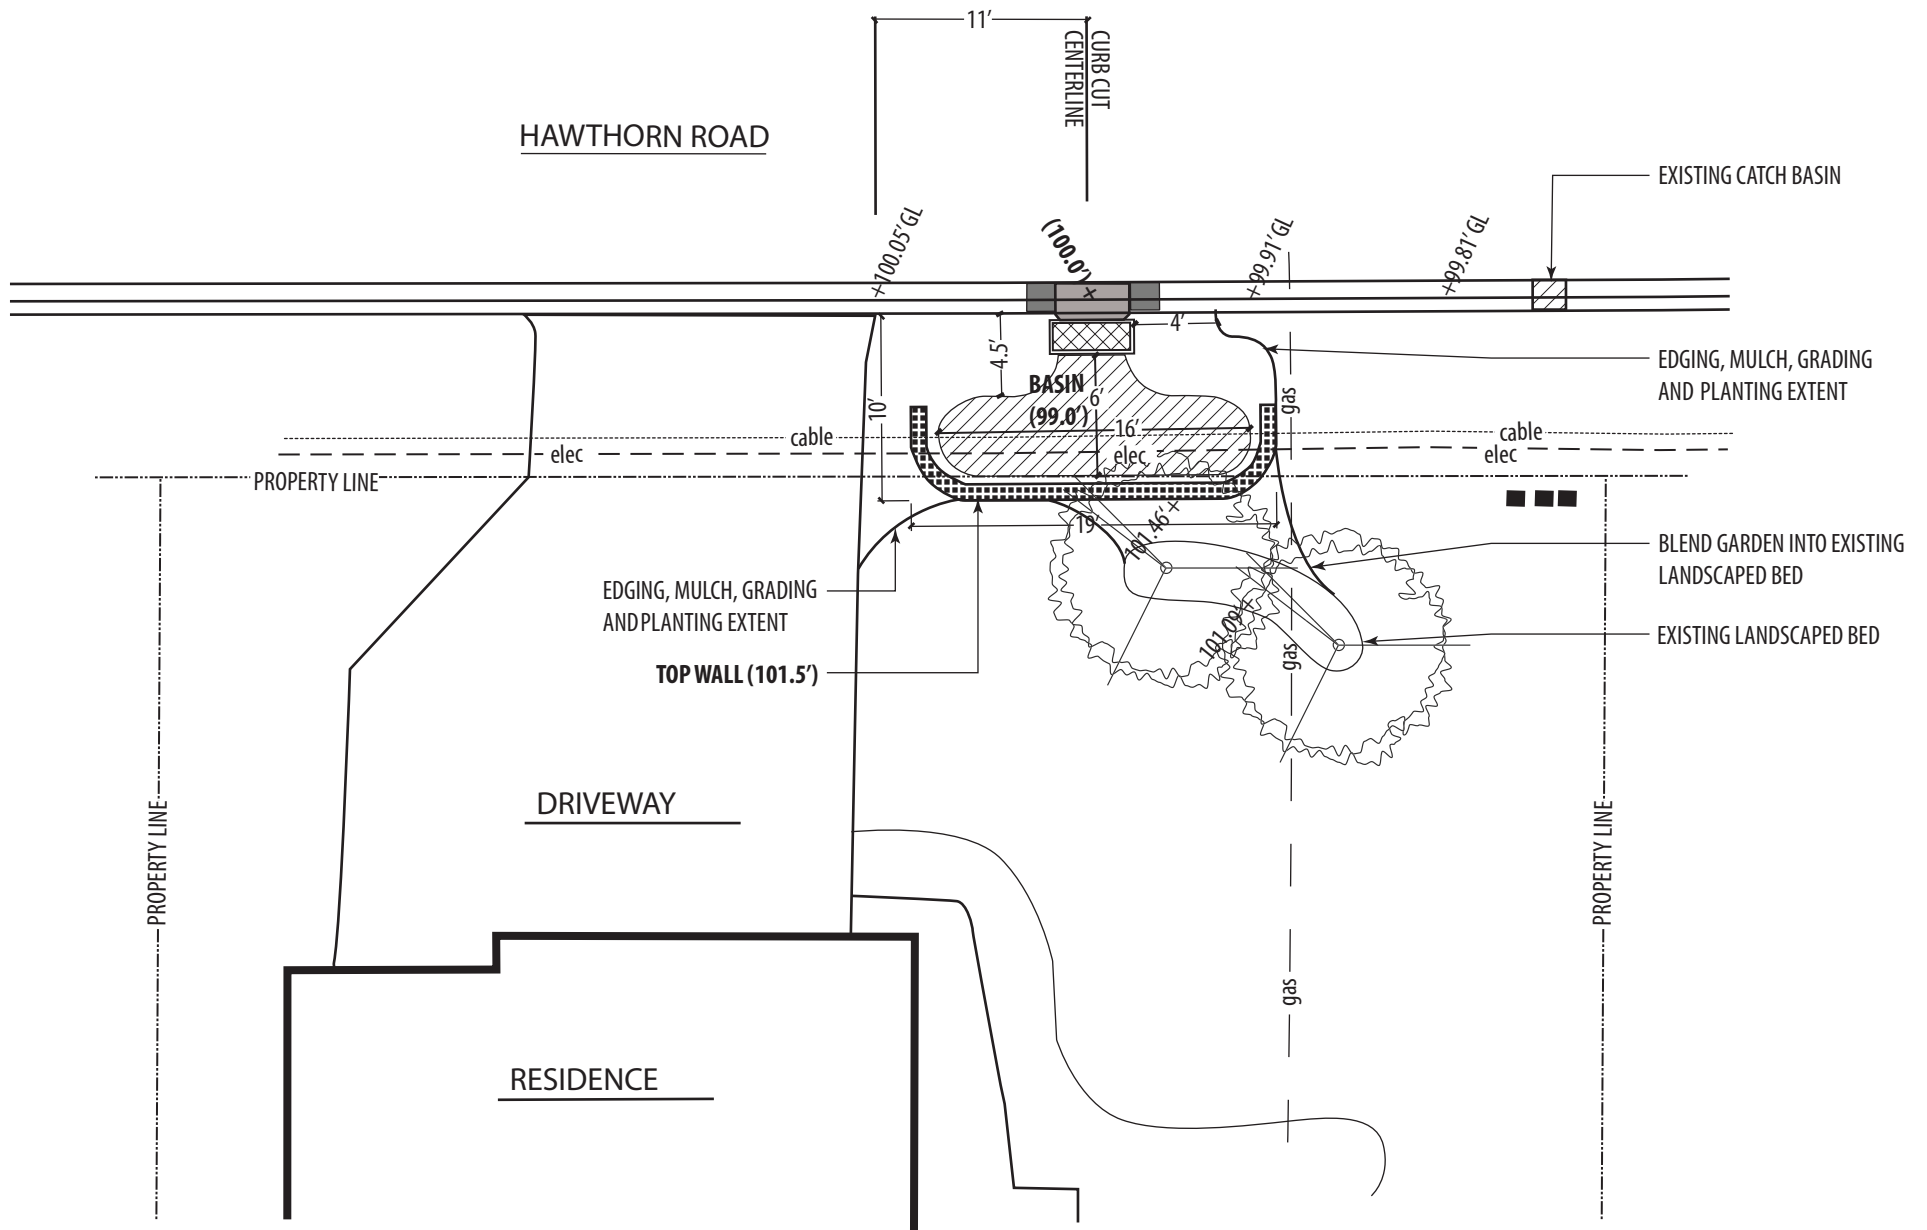 11'
CURB CUT
CENTERLINE
HAWTHORN ROAD
EXISTING CATCH BASIN
+100.05' GL
(100.0') +
+99.91' GL
+99.81' GL
4'
4.5'
EDGING, MULCH, GRADING
AND PLANTING EXTENT
BASIN
(99.0')
6'
10'
gas
16'
cable
cable
elec
elec
elec
PROPERTY LINE
19'
101.46' +
BLEND GARDEN INTO EXISTING
LANDSCAPED BED
EDGING, MULCH, GRADING
AND PLANTING EXTENT
101.09' +
EXISTING LANDSCAPED BED
gas
TOP WALL (101.5')
DRIVEWAY
PROPERTY LINE
PROPERTY LINE
gas
RESIDENCE